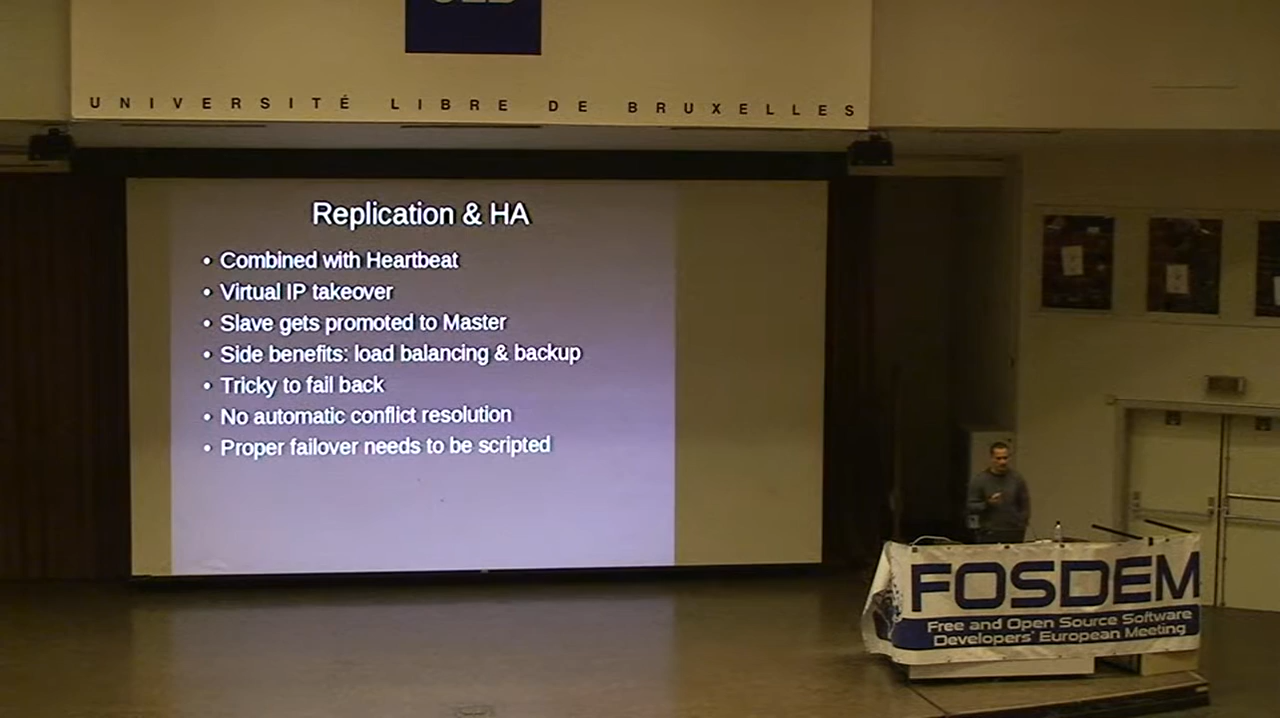 UNIVERSITÉ LIBRE DE BRUXELLES
Replication & HA
• Combined with Heartbeat
• Virtual IP takeover
• Slave gets promoted to Master
• Side benefits: load balancing & backup
• Tricky to fail back
• No automatic conflict resolution
• Proper failover needs to be scripted
FOSDEM
Free and Open Source Software
Developers' European Meeting